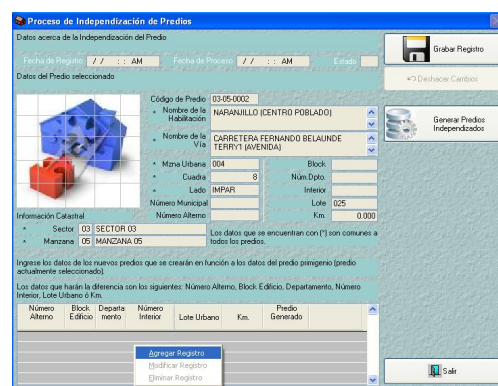 Proceso de Independización de Predios
Datos acerca de la Independización del Predio
Fecha de Registro / / : : AM Fecha de Proceso / / : : AM Estado
Grabar Registro
Deshacer Cambios
Datos del Predio seleccionado
Generar Predios Independizados
Código de Predio 03-05-0002
* Nombre de la Habilitación NARANJILLO (CENTRO POBLADO)
* Nombre de la Vía CARRETERA FERNANDO BELAUNDE TERRY1 (AVENIDA)
* Mzna Urbana 004 Block
* Cuadra 8 Núm.Dpto.
* Lado IMPAR Interior
Número Municipal Lote 025
Información Catastral Número Alterno Km. 0.000
* Sector 03 SECTOR 03
* Manzana 05 MANZANA 05
Los datos que se encuentran con (*) son comunes a
todos los predios.
Ingrese los datos de los nuevos predios que se crearán en función a los datos del predio primigenio (predio
actualmente seleccionado).
Los datos que harán la diferencia son los siguientes: Número Alterno, Block Edificio, Departamento, Número
Interior, Lote Urbano ó Km.
Número Alterno Block Edificio Departa mento Número Interior Lote Urbano Km. Predio Generado
Agregar Registro
Modificar Registro
Eliminar Registro
Salir